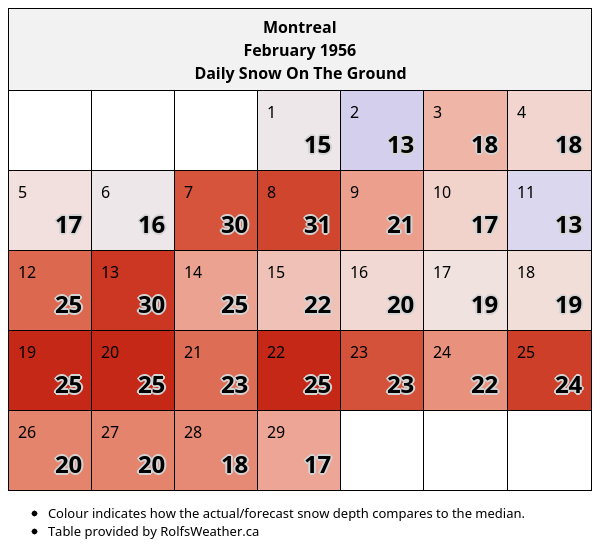 Montreal
February 1956
Daily Snow On The Ground
1 2 3 4
15 13 18 18
5 6 7 8 9 10 11
17 16 30 31 21 17 13
12 13 14 15 16 17 18
25 30 25 22 20 19 19
19 20 21 22 23 24 25
25 25 23 25 23 22 24
26 27 28 29
20 20 18 17
• Colour indicates how the actual/forecast snow depth compares to the median.
• Table provided by RolfsWeather.ca